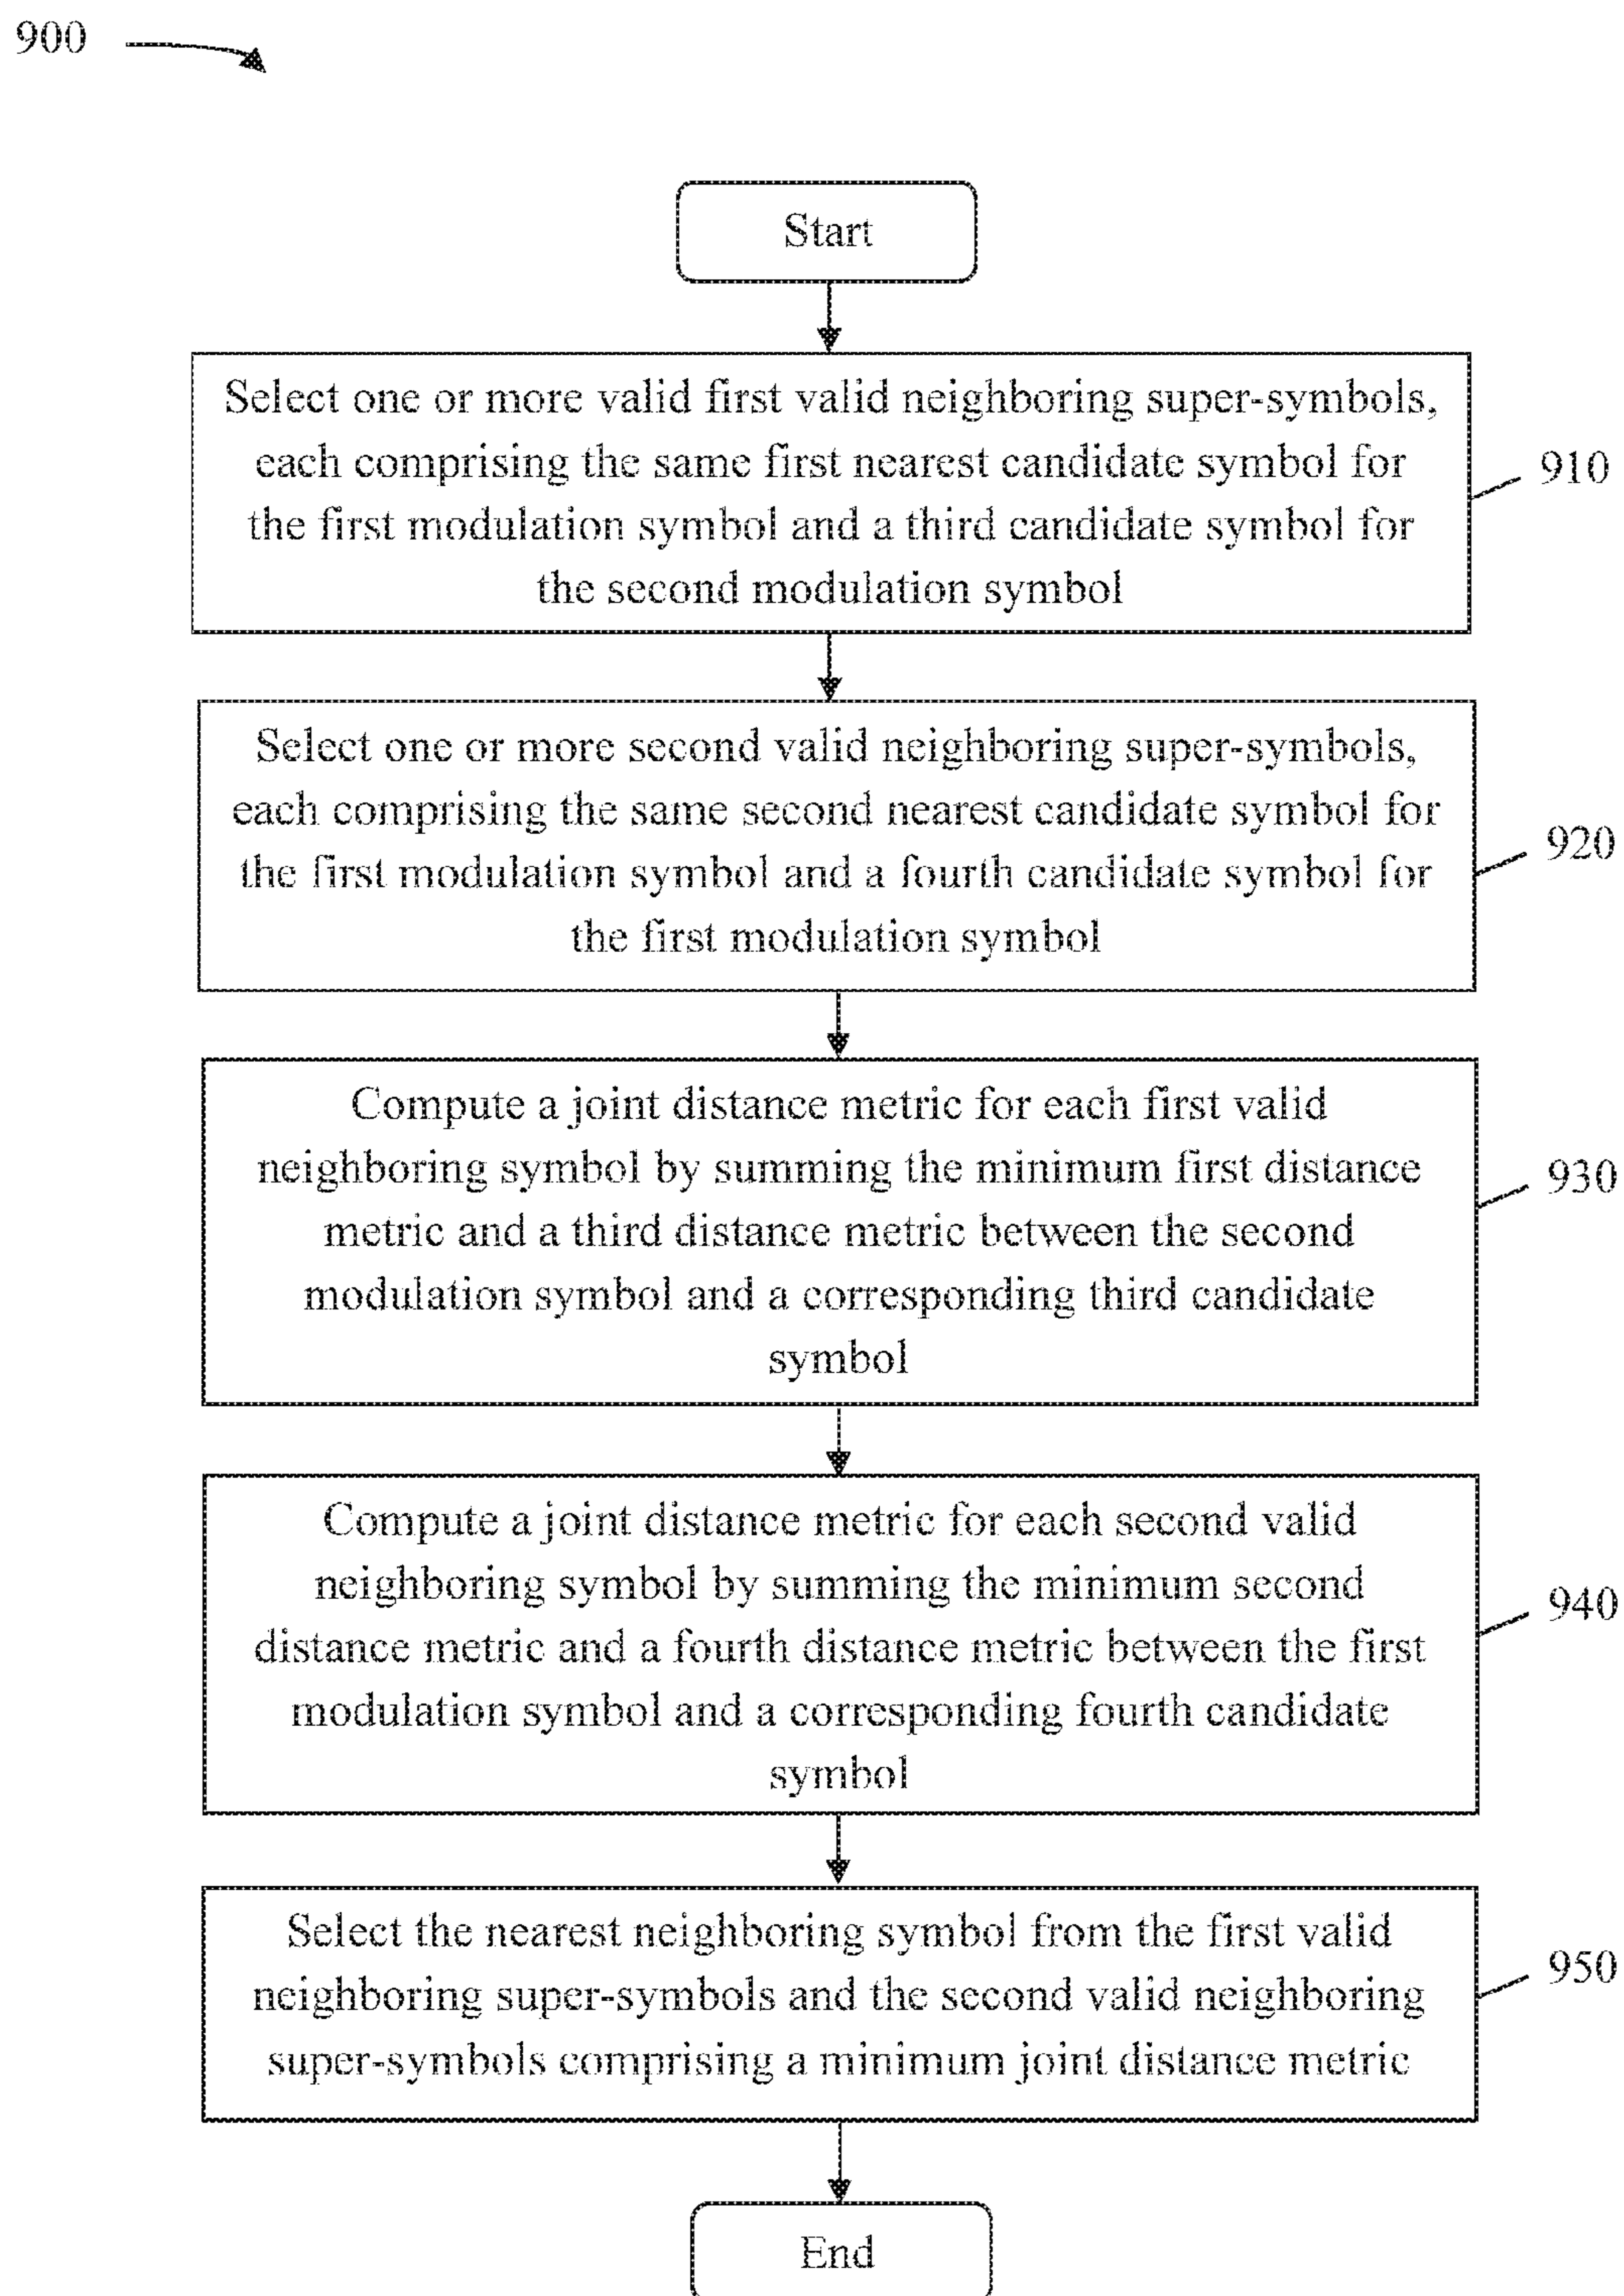 900
Start
Select one or more valid first valid neighboring super-symbols,
each comprising the same first nearest candidate symbol for
the first modulation symbol and a third candidate symbol for
the second modulation symbol
910
Select one or more second valid neighboring super-symbols,
each comprising the same second nearest candidate symbol for
the first modulation symbol and a fourth candidate symbol for
the first modulation symbol
920
Compute a joint distance metric for each first valid
neighboring symbol by summing the minimum first distance
metric and a third distance metric between the second
modulation symbol and a corresponding third candidate
symbol
930
Compute a joint distance metric for each second valid
neighboring symbol by summing the minimum second
distance metric and a fourth distance metric between the first
modulation symbol and a corresponding fourth candidate
symbol
940
Select the nearest neighboring symbol from the first valid
neighboring super-symbols and the second valid neighboring
super-symbols comprising a minimum joint distance metric
950
End